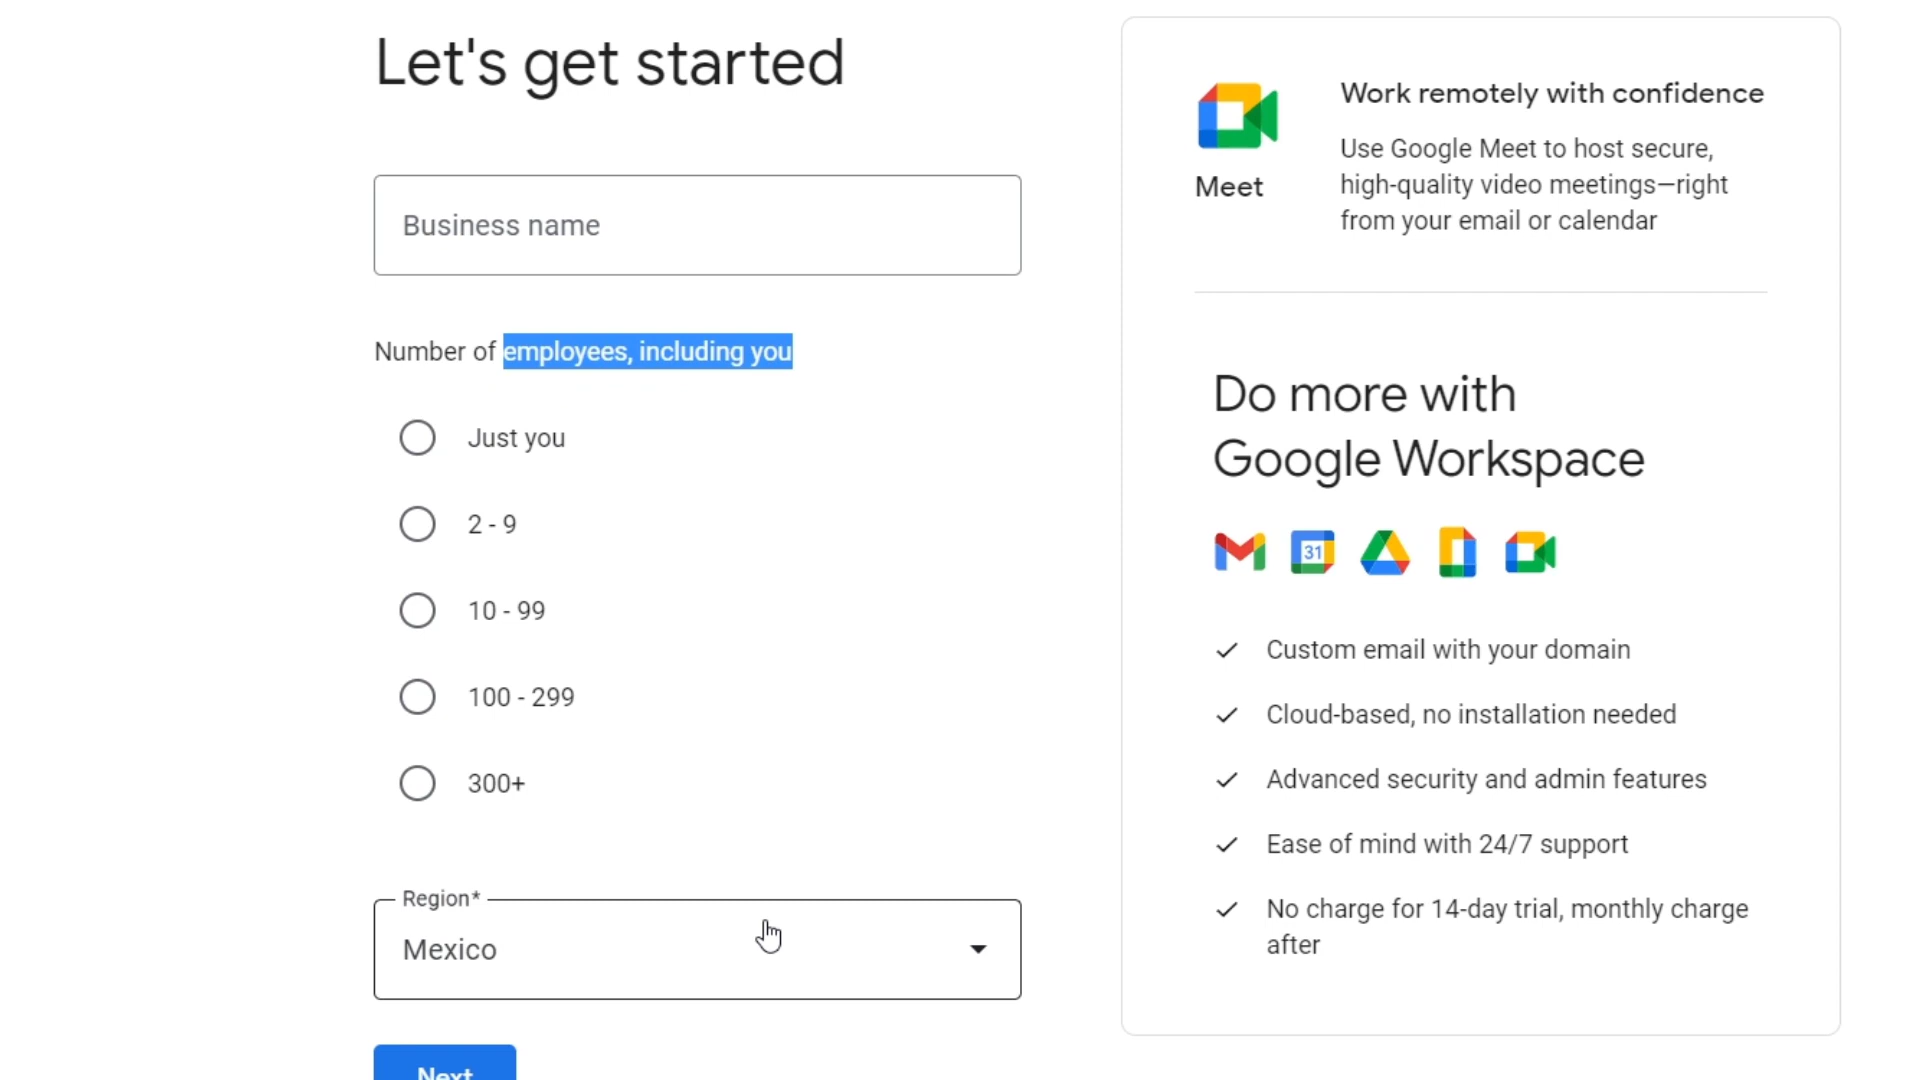 Let's get started
Business name
Number of employees, including you
Just you
2 - 9
10 - 99
100 - 299
300+
Region*
Mexico
Next
Meet
Work remotely with confidence
Use Google Meet to host secure,
high-quality video meetings—right
from your email or calendar
Do more with
Google Workspace
31
Custom email with your domain
Cloud-based, no installation needed
Advanced security and admin features
Ease of mind with 24/7 support
No charge for 14-day trial, monthly charge
after